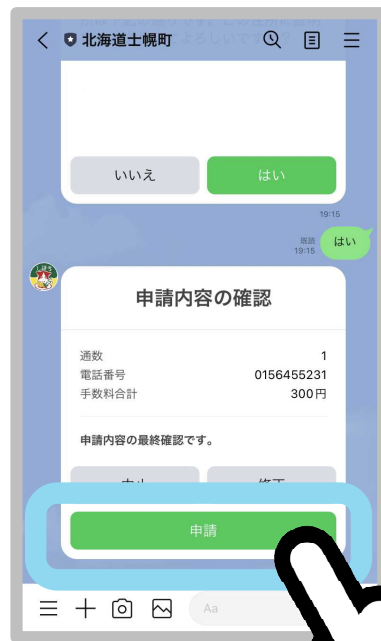 北海道士幌町
いいえ
はい
19:15
既読
19:15
はい
申請内容の確認
通数 1
電話番号 0156455231
手数料合計 300円
申請内容の最終確認です。
申請
Aa